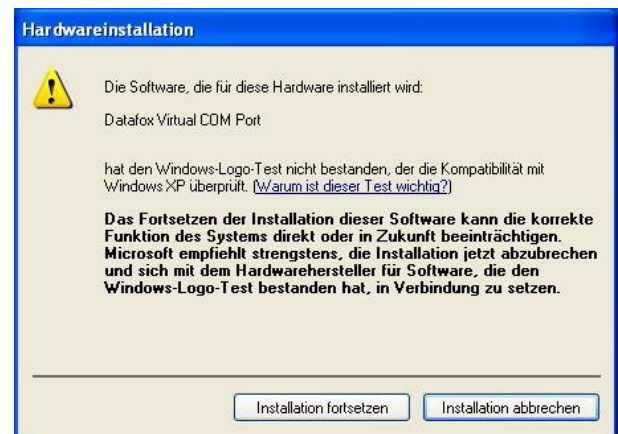 Hardwareinstallation
Die Software, die für diese Hardware installiert wird:
Datafox Virtual COM Port
hat den Windows-Logo-Test nicht bestanden, der die Kompatibilität mit
Windows XP überprüft. (Warum ist dieser Test wichtig?)
Das Fortsetzen der Installation dieser Software kann die korrekte
Funktion des Systems direkt oder in Zukunft beeinträchtigen.
Microsoft empfiehlt strengstens, die Installation jetzt abzubrechen
und sich mit dem Hardwarehersteller für Software, die den
Windows-Logo-Test bestanden hat, in Verbindung zu setzen.
Installation fortsetzen
Installation abbrechen